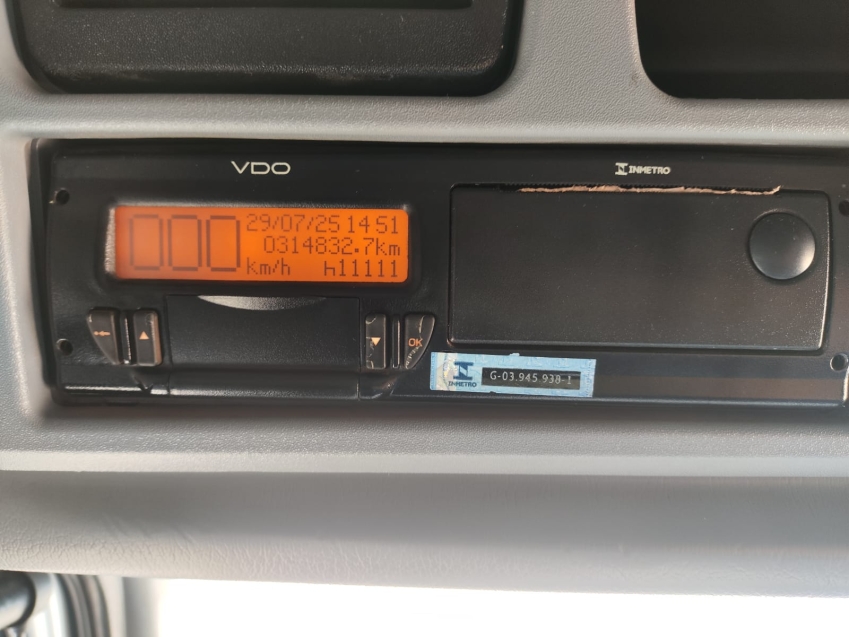 VDO
INMETRO
000
29/07/25 14 51
0314832.7km
km/h
h11111
OK
INMETRO
G-03.945.938-1